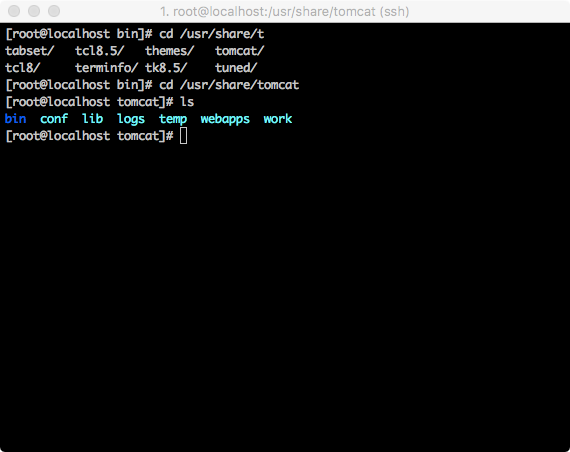 1. root@localhost:/usr/share/tomcat (ssh)
[root@localhost bin]# cd /usr/share/t
tabset/ tcl8.5/ themes/ tomcat/
tcl8/ terminfo/ tk8.5/ tuned/
[root@localhost bin]# cd /usr/share/tomcat
[root@localhost tomcat]# ls
bin conf lib logs temp webapps work
[root@localhost tomcat]#